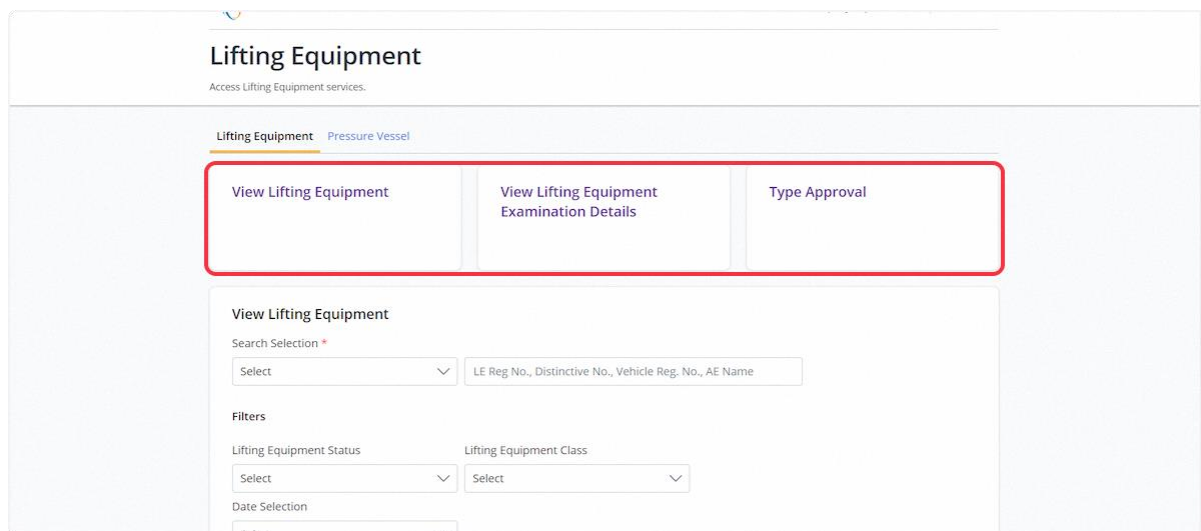 Lifting Equipment
Access Lifting Equipment services.
Lifting Equipment Pressure Vessel
View Lifting Equipment
View Lifting Equipment
Examination Details
Type Approval
View Lifting Equipment
Search Selection *
Select LE Reg No., Distinctive No., Vehicle Reg. No., AE Name
Filters
Lifting Equipment Status Lifting Equipment Class
Select Select
Date Selection